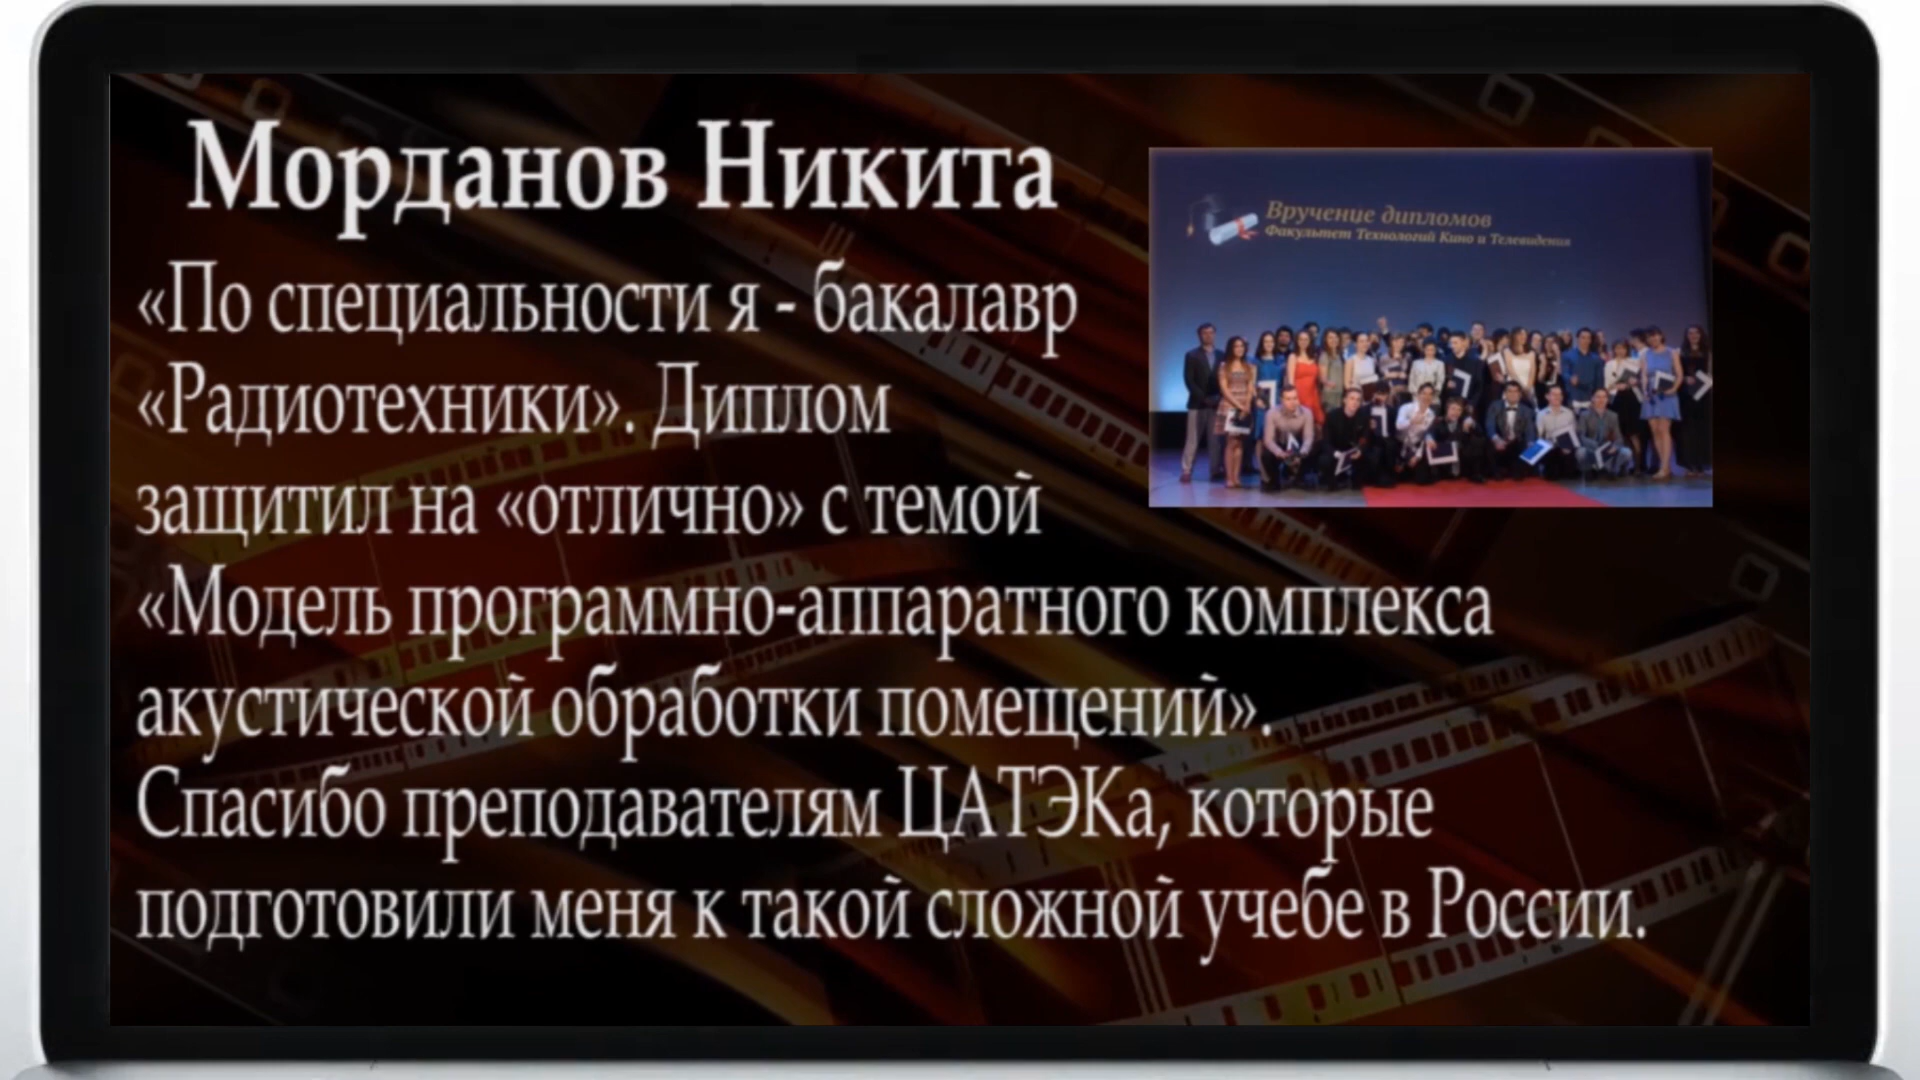 Морданов Никита
Вручение дипломов
Факультет Технологий Кино и Телевидения
«По специальности я - бакалавр
«Радиотехники». Диплом
защитил на «отлично» с темой
«Модель программно-аппаратного комплекса
акустической обработки помещений».
Спасибо преподавателям ЦАТЭКа, которые
подготовили меня к такой сложной учебе в России.